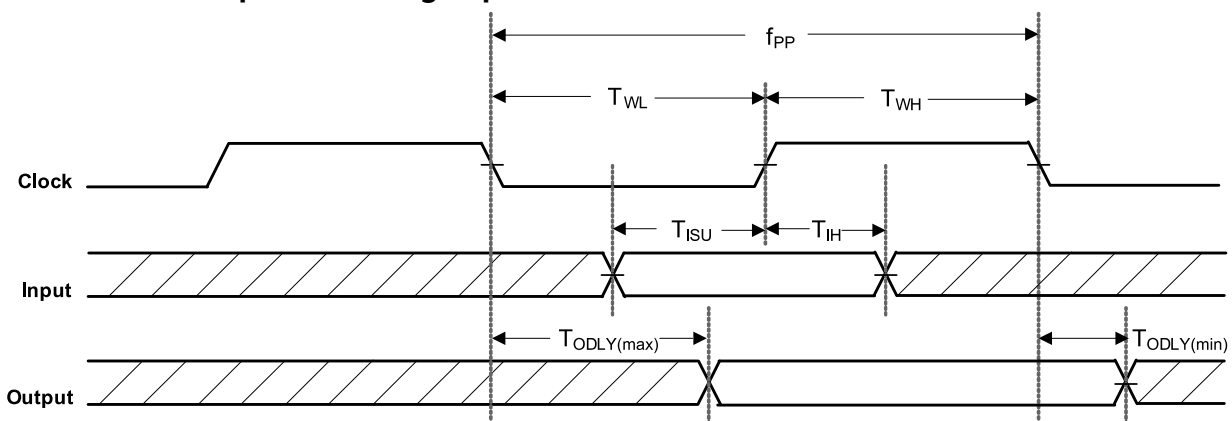 fPP
TWL TWH
Clock
TISU TIH
Input
TODLY(max) TODLY(min)
Output